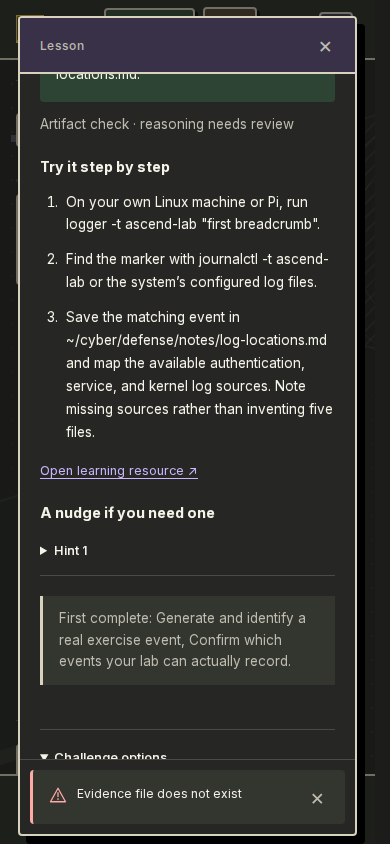 Lesson
locations.md.
Artifact check · reasoning needs review
Try it step by step
1. On your own Linux machine or Pi, run
logger -t ascend-lab "first breadcrumb".
2. Find the marker with journalctl -t ascend-
lab or the system’s configured log files.
3. Save the matching event in
~/cyber/defense/notes/log-locations.md
and map the available authentication,
service, and kernel log sources. Note
missing sources rather than inventing five
files.
Open learning resource ↗
A nudge if you need one
Hint 1
First complete: Generate and identify a
real exercise event, Confirm which
events your lab can actually record.
Challenge options
Evidence file does not exist